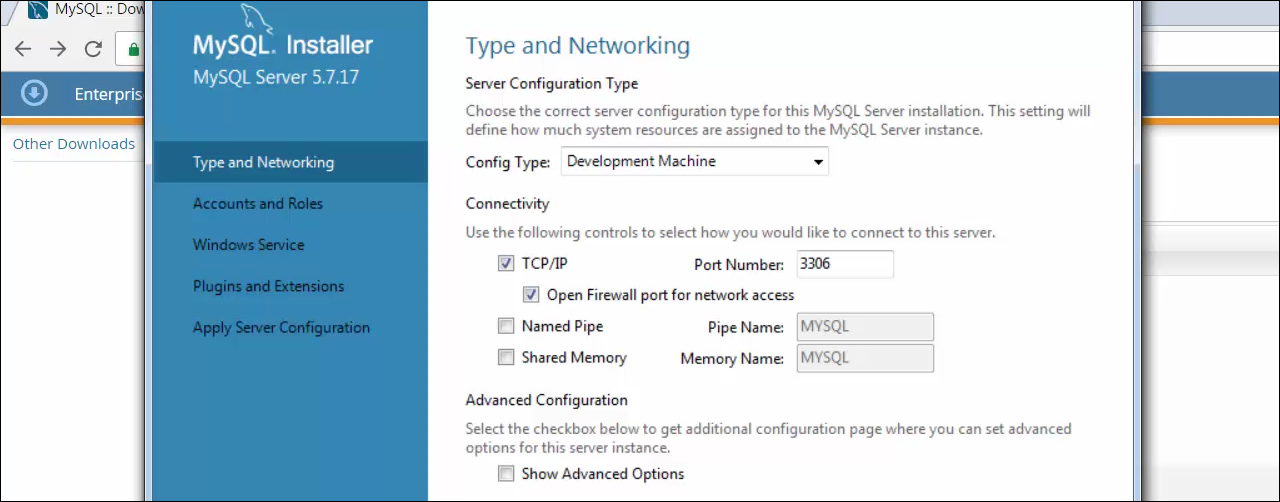 MySQL :: Dow
Enterpris
Other Downloads
MySQL. Installer
MySQL Server 5.7.17
Type and Networking
Accounts and Roles
Windows Service
Plugins and Extensions
Apply Server Configuration
Type and Networking
Server Configuration Type
Choose the correct server configuration type for this MySQL Server installation. This setting will
define how much system resources are assigned to the MySQL Server instance.
Config Type: Development Machine
Connectivity
Use the following controls to select how you would like to connect to this server.
TCP/IP Port Number: 3306
Open Firewall port for network access
Named Pipe Pipe Name: MYSQL
Shared Memory Memory Name: MYSQL
Advanced Configuration
Select the checkbox below to get additional configuration page where you can set advanced
options for this server instance.
Show Advanced Options